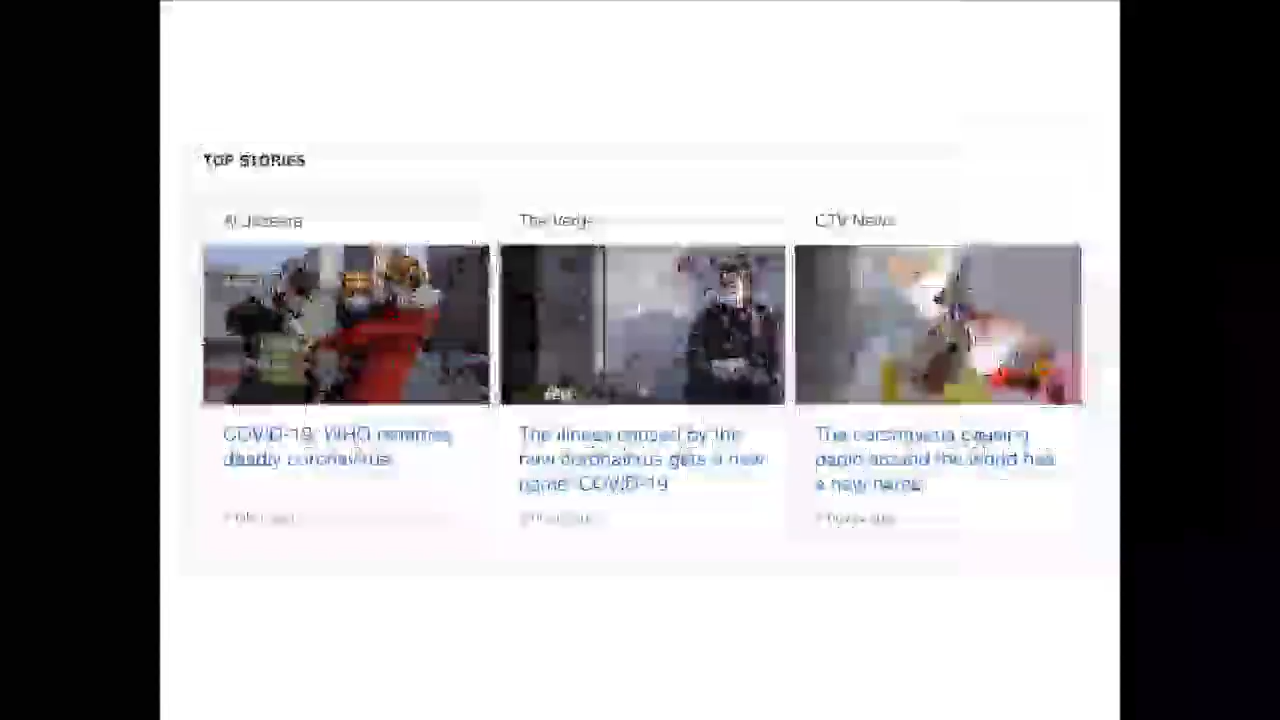 TOP STORIES
Al Jazeera
The Verge
CTV News
COVID-19: WHO renames
deadly coronavirus
The illness caused by the
new coronavirus gets a new
name: COVID-19
The coronavirus causing
panic around the world has
a new name